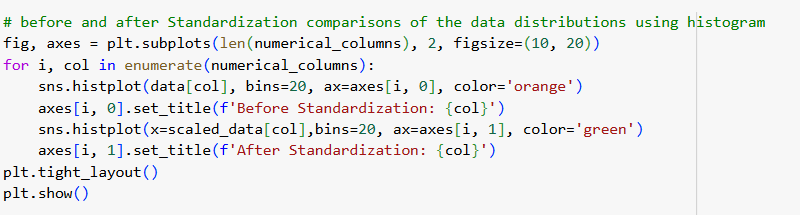 # before and after Standardization comparisons of the data distributions using histogram
fig, axes = plt.subplots(len(numerical_columns), 2, figsize=(10, 20))
for i, col in enumerate(numerical_columns):
    sns.histplot(data[col], bins=20, ax=axes[i, 0], color='orange')
    axes[i, 0].set_title(f'Before Standardization: {col}')
    sns.histplot(x=scaled_data[col],bins=20, ax=axes[i, 1], color='green')
    axes[i, 1].set_title(f'After Standardization: {col}')
plt.tight_layout()
plt.show()